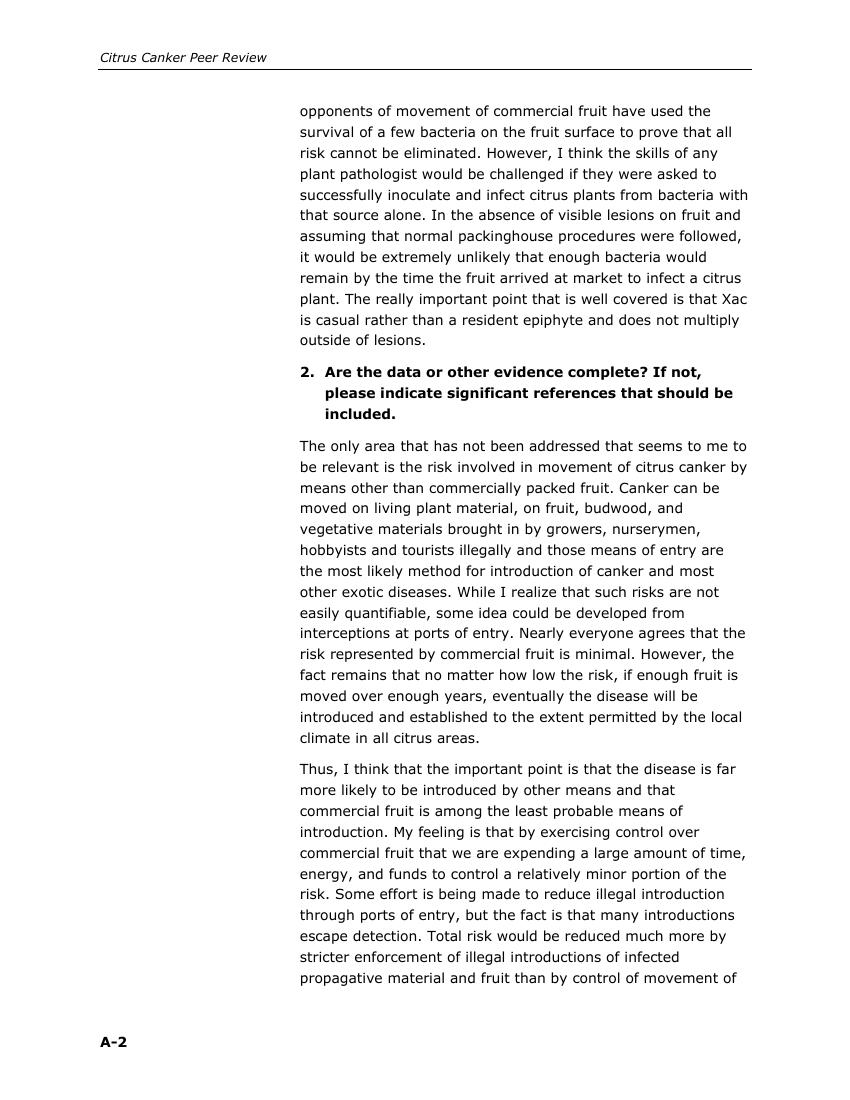 Citrus Canker Peer Review
opponents of movement of commercial fruit have used the
survival of a few bacteria on the fruit surface to prove that all
risk cannot be eliminated. However, I think the skills of any
plant pathologist would be challenged if they were asked to
successfully inoculate and infect citrus plants from bacteria with
that source alone. In the absence of visible lesions on fruit and
assuming that normal packinghouse procedures were followed,
it would be extremely unlikely that enough bacteria would
remain by the time the fruit arrived at market to infect a citrus
plant. The really important point that is well covered is that Xac
is casual rather than a resident epiphyte and does not multiply
outside of lesions.
2. Are the data or other evidence complete? If not,
please indicate significant references that should be
included.
The only area that has not been addressed that seems to me to
be relevant is the risk involved in movement of citrus canker by
means other than commercially packed fruit. Canker can be
moved on living plant material, on fruit, budwood, and
vegetative materials brought in by growers, nurserymen,
hobbyists and tourists illegally and those means of entry are
the most likely method for introduction of canker and most
other exotic diseases. While I realize that such risks are not
easily quantifiable, some idea could be developed from
interceptions at ports of entry. Nearly everyone agrees that the
risk represented by commercial fruit is minimal. However, the
fact remains that no matter how low the risk, if enough fruit is
moved over enough years, eventually the disease will be
introduced and established to the extent permitted by the local
climate in all citrus areas.
Thus, I think that the important point is that the disease is far
more likely to be introduced by other means and that
commercial fruit is among the least probable means of
introduction. My feeling is that by exercising control over
commercial fruit that we are expending a large amount of time,
energy, and funds to control a relatively minor portion of the
risk. Some effort is being made to reduce illegal introduction
through ports of entry, but the fact is that many introductions
escape detection. Total risk would be reduced much more by
stricter enforcement of illegal introductions of infected
propagative material and fruit than by control of movement of
A-2